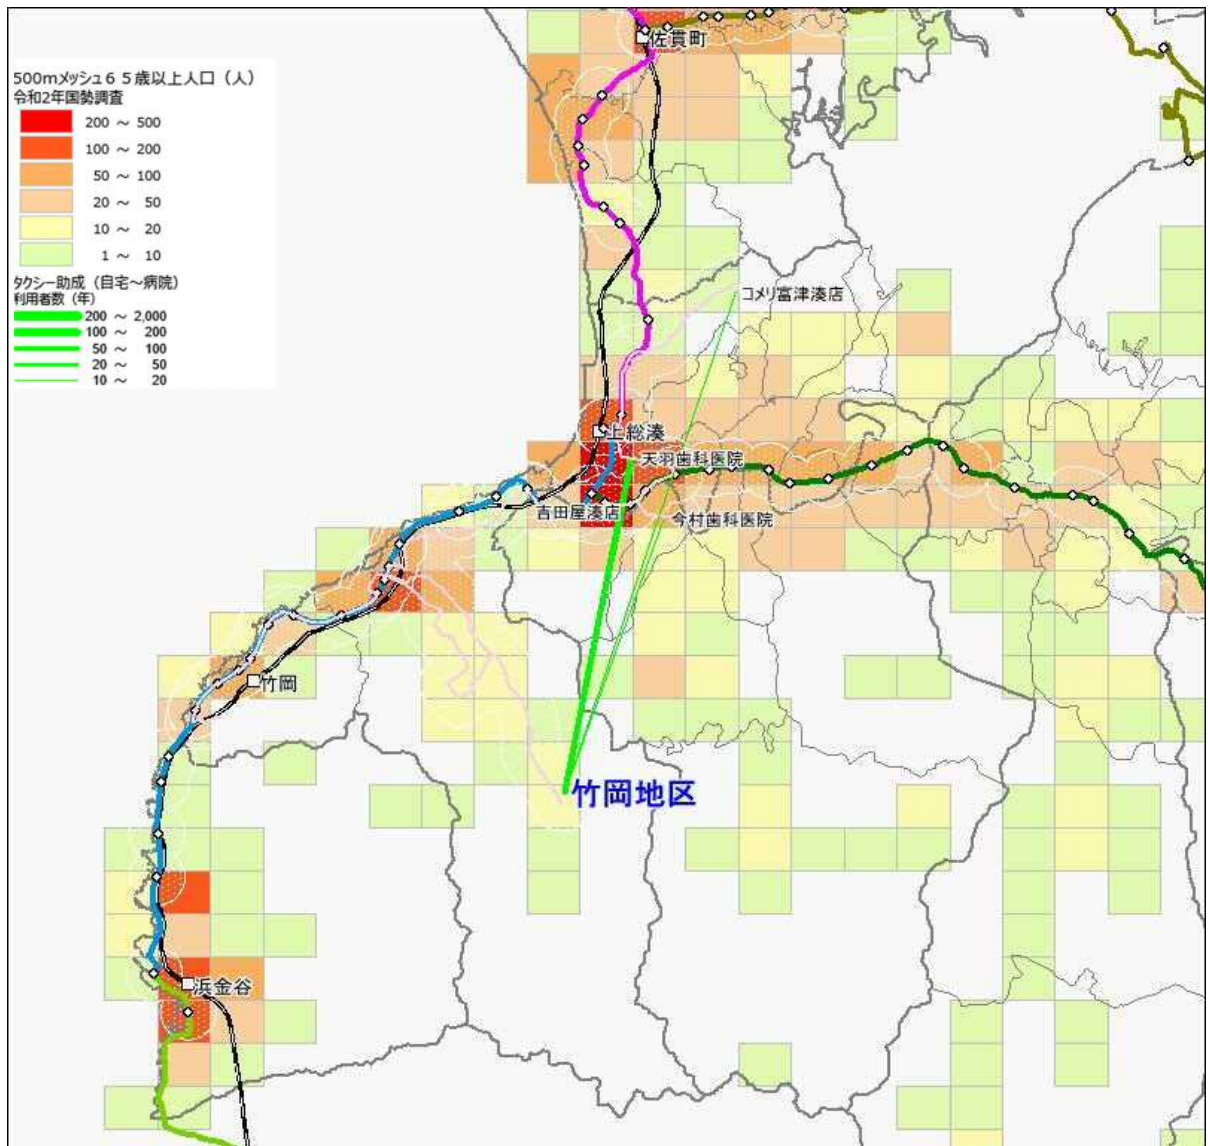 佐貫町
500mメッシュ65歳以上人口（人）
令和2年国勢調査
200 ～ 500
100 ～ 200
50 ～ 100
20 ～ 50
10 ～ 20
1 ～ 10
タクシー助成（自宅～病院）
利用者数（年）
200 ～ 2,000
100 ～ 200
50 ～ 100
20 ～ 50
10 ～ 20
コメリ富津湊店
上総湊
天羽歯科医院
吉田屋湊店
今村歯科医院
竹岡
竹岡地区
浜金谷